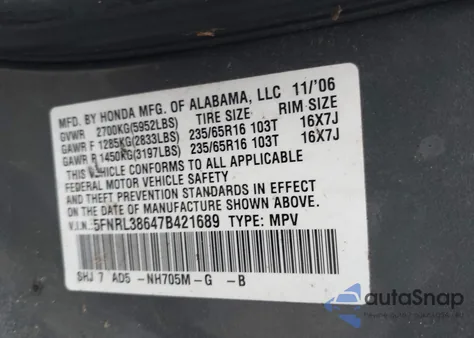 MFD. BY HONDA MFG. OF ALABAMA, LLC 11/'06
GVWR 2700KG(5952LBS) TIRE SIZE RIM SIZE
GAWR F 1285KG(2833LBS) 235/65R16 103T 16X7J
GAWR R 1450KG(3197LBS) 235/65R16 103T 16X7J
THIS VEHICLE CONFORMS TO ALL APPLICABLE
FEDERAL MOTOR VEHICLE SAFETY
AND THEFT PREVENTION STANDARDS IN EFFECT
ON THE DATE OF MANUFACTURE SHOWN ABOVE.
V.I.N.:5FNRL38647B421689 TYPE: MPV
SHJ 7 AD5 -NH705M-G -B
autoSnap